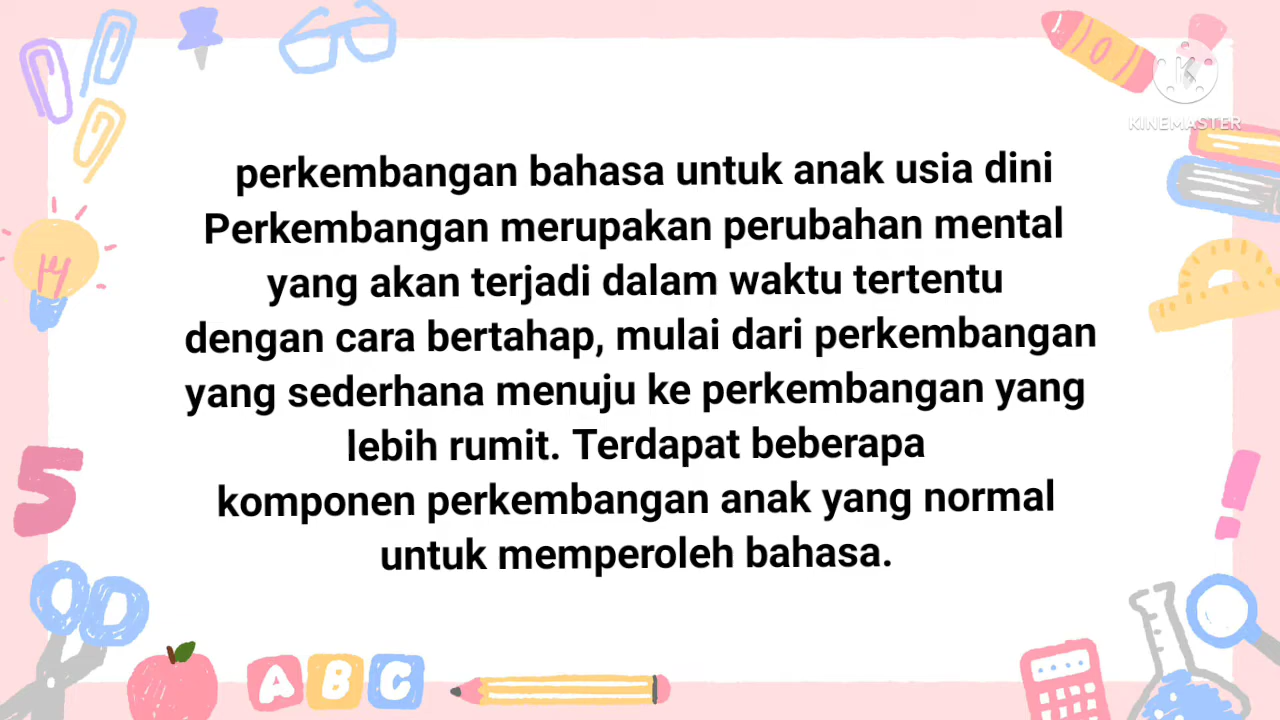 KINEMASTER
perkembangan bahasa untuk anak usia dini
Perkembangan merupakan perubahan mental
yang akan terjadi dalam waktu tertentu
dengan cara bertahap, mulai dari perkembangan
yang sederhana menuju ke perkembangan yang
lebih rumit. Terdapat beberapa
komponen perkembangan anak yang normal
untuk memperoleh bahasa.
5
!
A B C